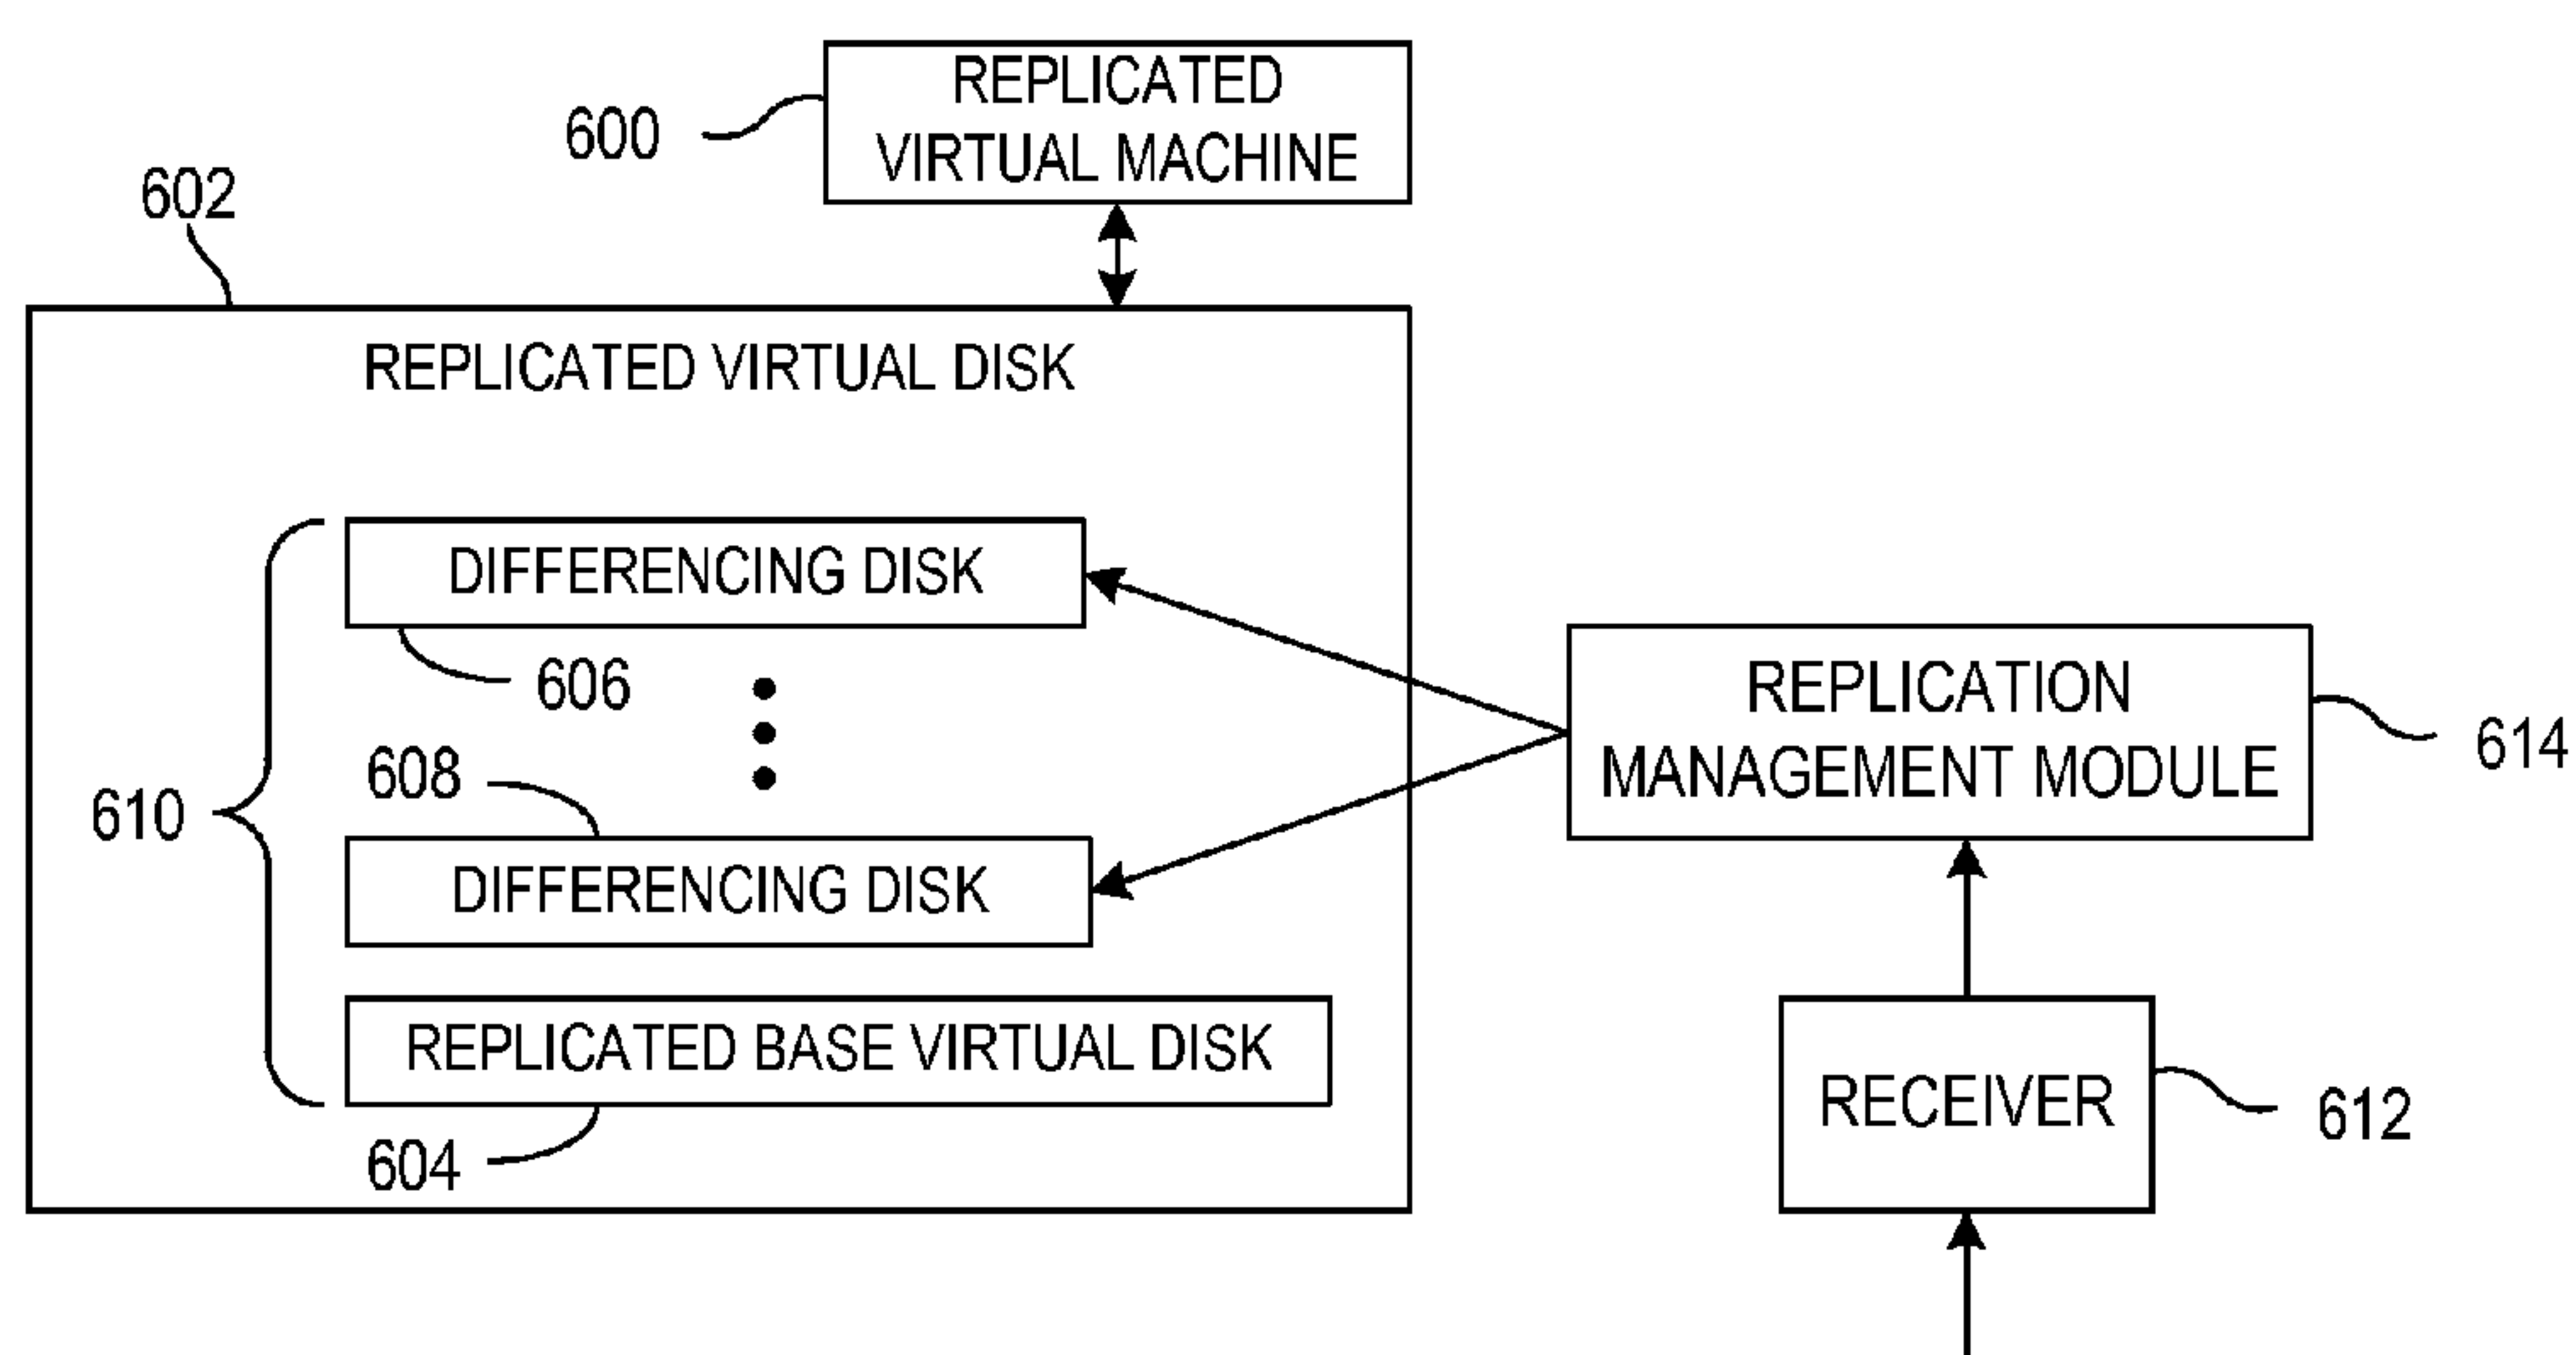 REPLICATED
VIRTUAL MACHINE
600
602
REPLICATED VIRTUAL DISK
DIFFERENCING DISK
606
608
610
DIFFERENCING DISK
REPLICATED BASE VIRTUAL DISK
604
REPLICATION
MANAGEMENT MODULE
614
RECEIVER
612